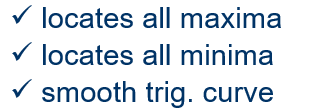 ✓ locates all maxima
✓ locates all minima
✓ smooth trig. curve